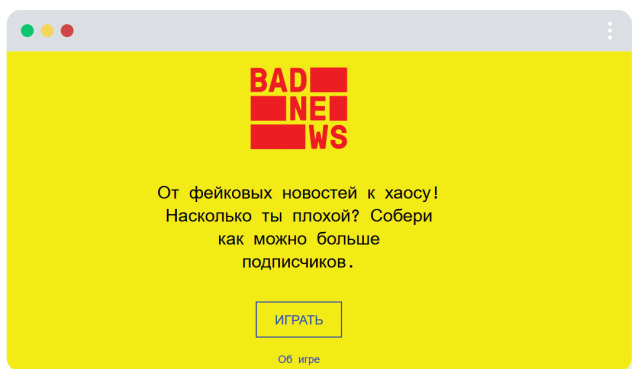 BAD
NE
WS
От фейковых новостей к хаосу!
Насколько ты плохой? Собери
как можно больше
подписчиков.
ИГРАТЬ
Об игре